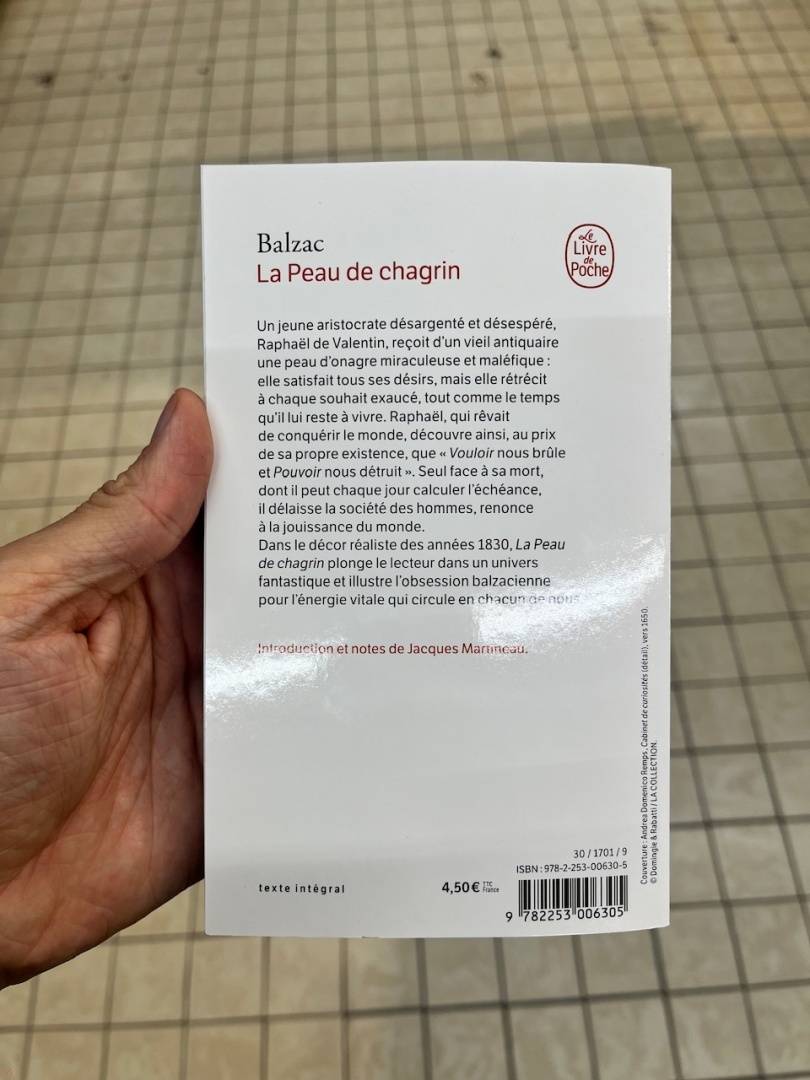 Balzac
La Peau de chagrin
Le
Livre
de
Poche
Un jeune aristocrate désargenté et désespéré,
Raphaël de Valentin, reçoit d'un vieil antiquaire
une peau d'onagre miraculeuse et maléfique :
elle satisfait tous ses désirs, mais elle rétrécit
à chaque souhait exaucé, tout comme le temps
qu'il lui reste à vivre. Raphaël, qui rêvait
de conquérir le monde, découvre ainsi, au prix
de sa propre existence, que « Vouloir nous brûle
et Pouvoir nous détruit ». Seul face à sa mort,
dont il peut chaque jour calculer l'échéance,
il délaisse la société des hommes, renonce
à la jouissance du monde.
Dans le décor réaliste des années 1830, La Peau
de chagrin plonge le lecteur dans un univers
fantastique et illustre l'obsession balzacienne
pour l'énergie vitale qui circule en chacun de nous.
Introduction et notes de Jacques Martineau.
Couverture : Andrea Domenico Remps, Cabinet de curiosités (détail), vers 1650.
© Domingie & Rabatti / LA COLLECTION.
30 / 1701 / 9
ISBN : 978-2-253-00630-5
texte intégral
4,50 € TTC
France
9 782253 006305